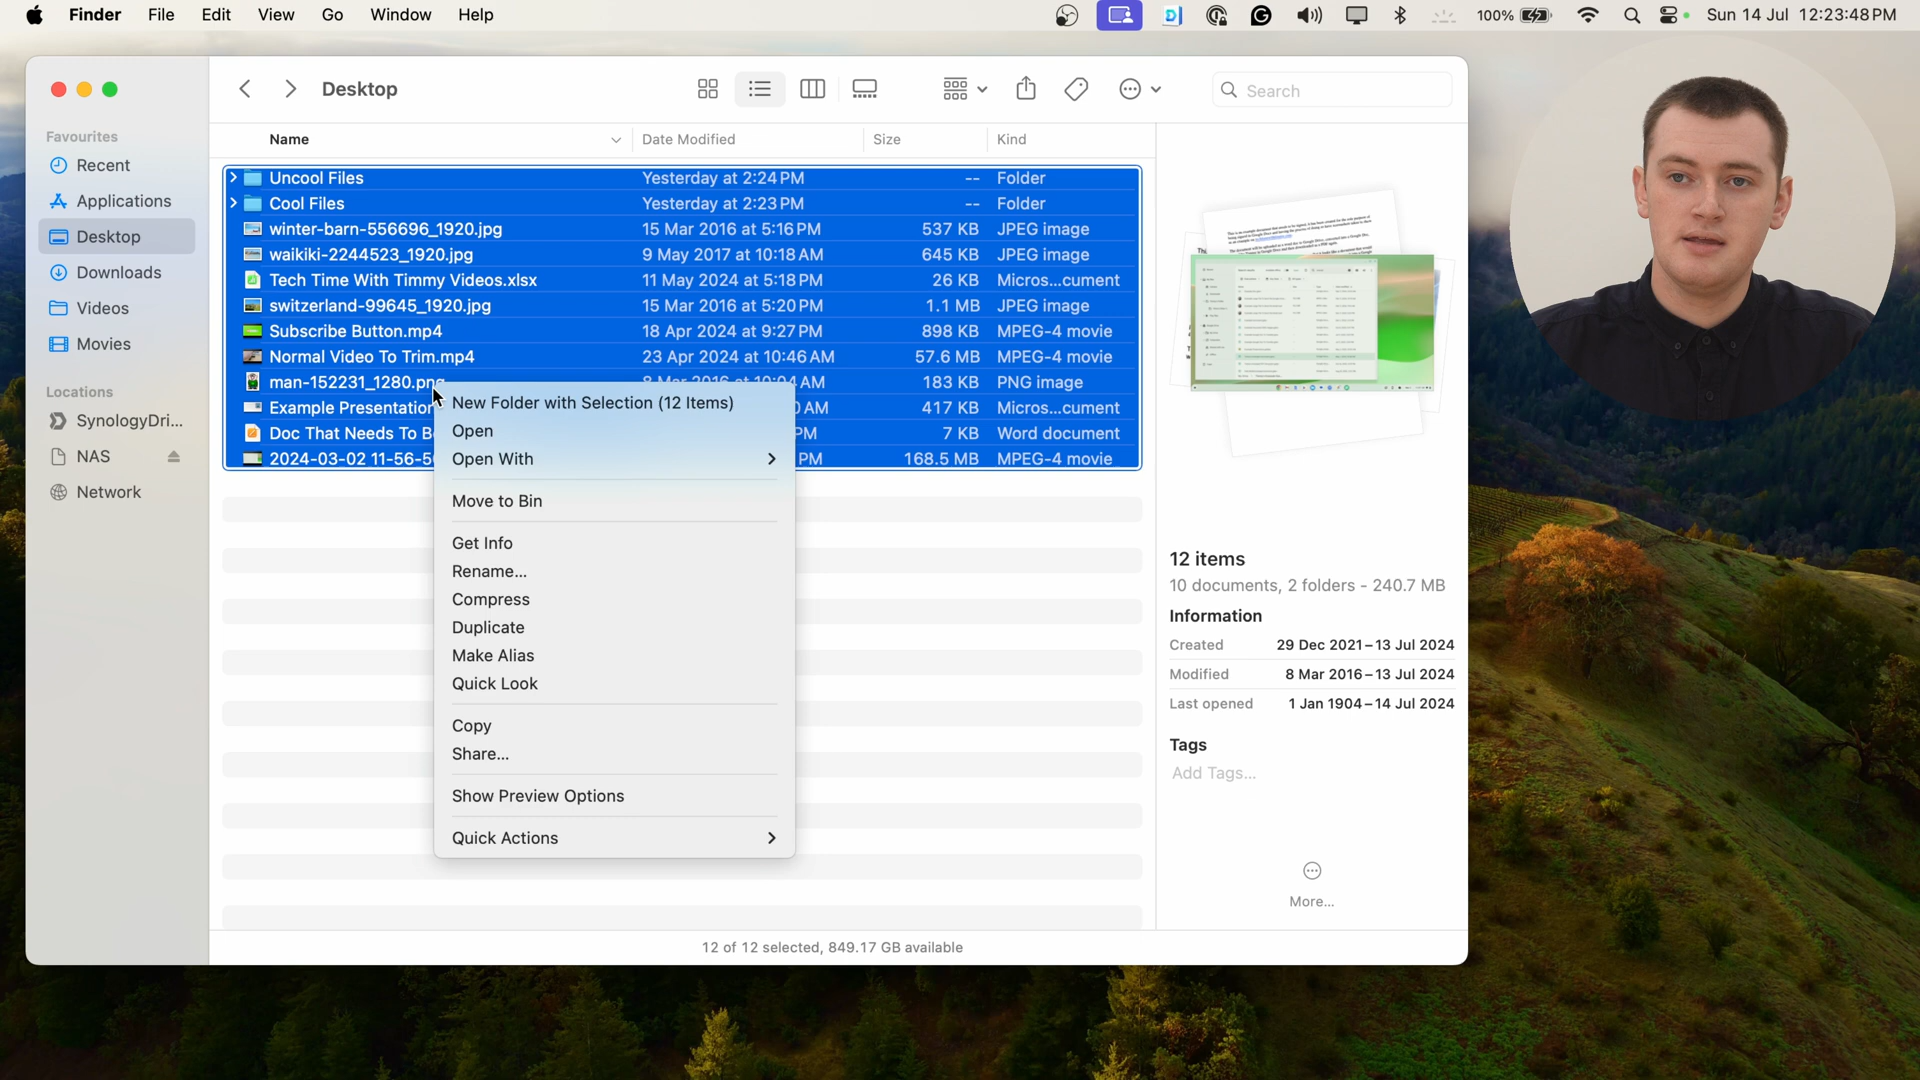 Finder File Edit View Go Window Help 100% Sun 14 Jul 12:23:48 PM
Desktop
Search
Favourites
Recent
Applications
Desktop
Downloads
Videos
Movies
Locations
SynologyDri...
NAS
Network
Name Date Modified Size Kind
Uncool Files Yesterday at 2:24 PM -- Folder
Cool Files Yesterday at 2:23 PM -- Folder
winter-barn-556696_1920.jpg 15 Mar 2016 at 5:16 PM 537 KB JPEG image
waikiki-2244523_1920.jpg 9 May 2017 at 10:18 AM 645 KB JPEG image
Tech Time With Timmy Videos.xlsx 11 May 2024 at 5:18 PM 26 KB Micros...cument
switzerland-99645_1920.jpg 15 Mar 2016 at 5:20 PM 1.1 MB JPEG image
Subscribe Button.mp4 18 Apr 2024 at 9:27 PM 898 KB MPEG-4 movie
Normal Video To Trim.mp4 23 Apr 2024 at 10:46 AM 57.6 MB MPEG-4 movie
man-152231_1280.png 8 Mar 2016 at 10:04 AM 183 KB PNG image
Example Presentation AM 417 KB Micros...cument
Doc That Needs To B PM 7 KB Word document
2024-03-02 11-56-5 PM 168.5 MB MPEG-4 movie
New Folder with Selection (12 Items)
Open
Open With
Move to Bin
Get Info
Rename...
Compress
Duplicate
Make Alias
Quick Look
Copy
Share...
Show Preview Options
Quick Actions
12 items
10 documents, 2 folders - 240.7 MB
Information
Created 29 Dec 2021 – 13 Jul 2024
Modified 8 Mar 2016 – 13 Jul 2024
Last opened 1 Jan 1904 – 14 Jul 2024
Tags
Add Tags...
More...
12 of 12 selected, 849.17 GB available